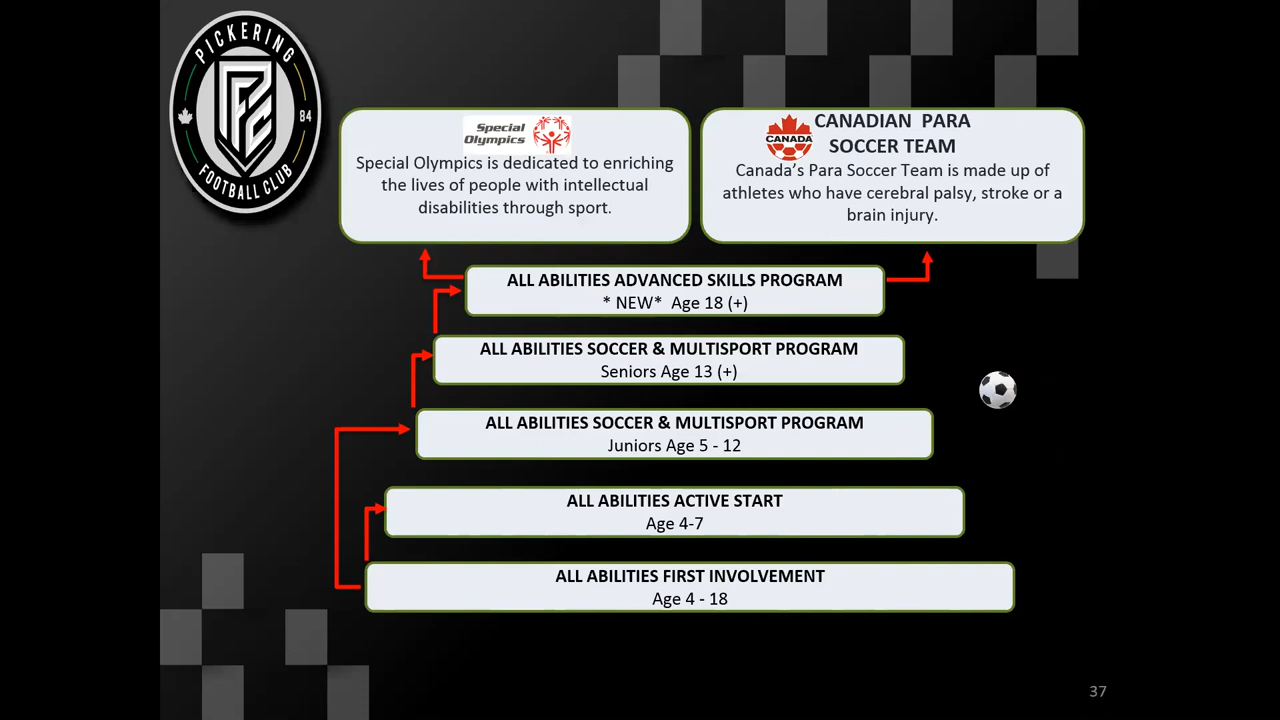 PICKERING
84
FOOTBALL CLUB
Special
Olympics
Special Olympics is dedicated to enriching
the lives of people with intellectual
disabilities through sport.
CANADA
CANADIAN PARA
SOCCER TEAM
Canada's Para Soccer Team is made up of
athletes who have cerebral palsy, stroke or a
brain injury.
ALL ABILITIES ADVANCED SKILLS PROGRAM
* NEW* Age 18 (+)
ALL ABILITIES SOCCER & MULTISPORT PROGRAM
Seniors Age 13 (+)
ALL ABILITIES SOCCER & MULTISPORT PROGRAM
Juniors Age 5 - 12
ALL ABILITIES ACTIVE START
Age 4-7
ALL ABILITIES FIRST INVOLVEMENT
Age 4 - 18
37